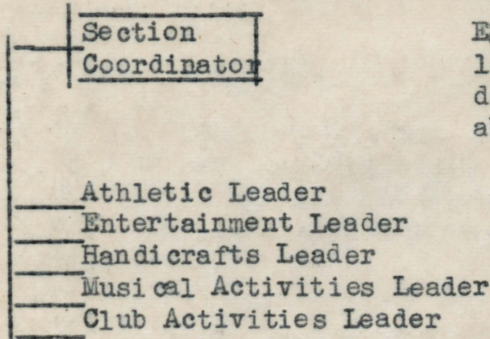 Section
Coordinator
Athletic Leader
Entertainment Leader
Handicrafts Leader
Musical Activities Leader
Club Activities Leader